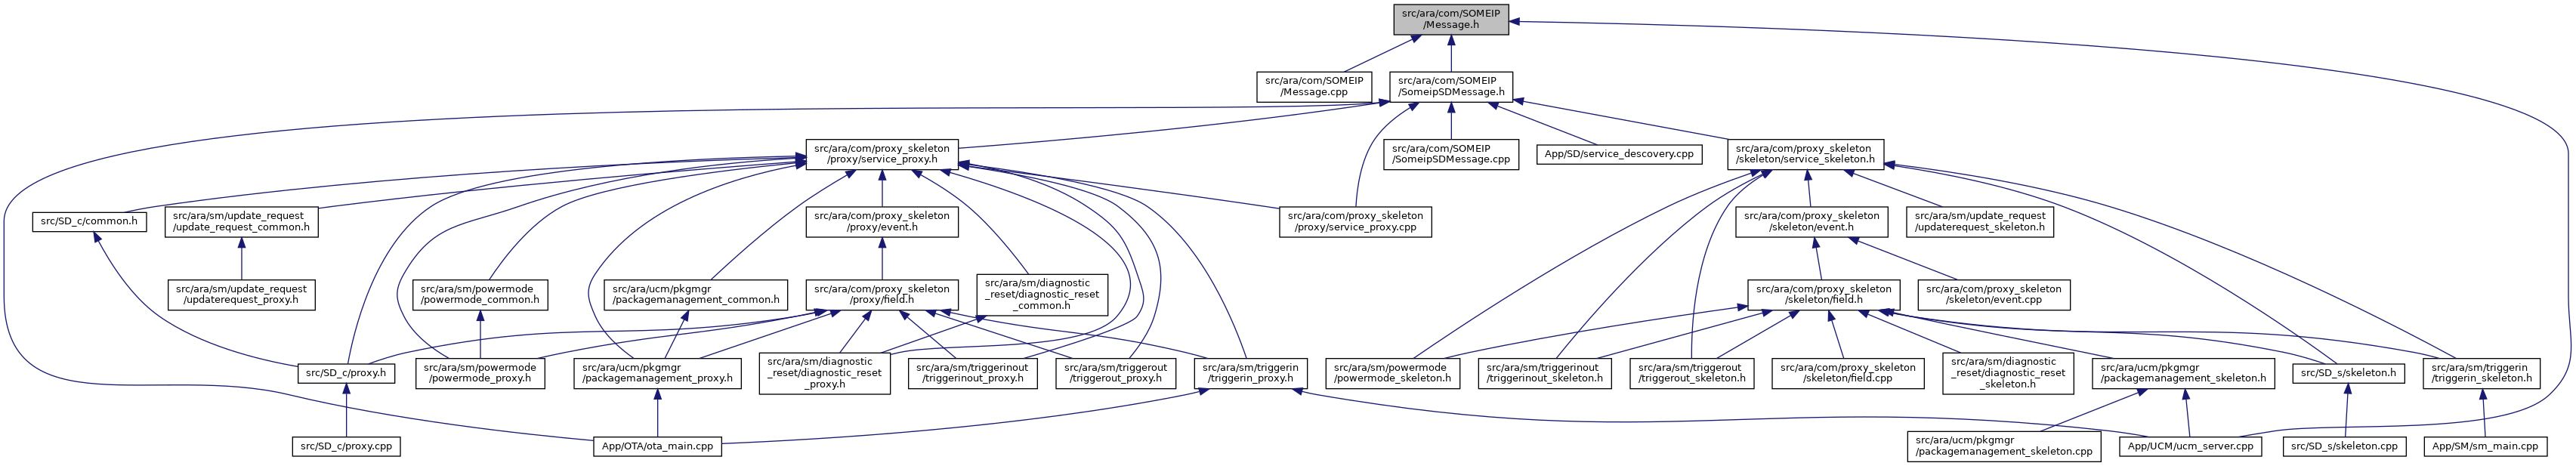 src/ara/com/SOMEIP
/Message.h
src/ara/com/SOMEIP
/Message.cpp
src/ara/com/SOMEIP
/SomeipSDMessage.h
src/ara/com/proxy_skeleton
/proxy/service_proxy.h
src/ara/com/SOMEIP
/SomeipSDMessage.cpp
App/SD/service_descovery.cpp
src/ara/com/proxy_skeleton
/skeleton/service_skeleton.h
src/SD_c/common.h
src/ara/sm/update_request
/update_request_common.h
src/ara/com/proxy_skeleton
/proxy/event.h
src/ara/com/proxy_skeleton
/proxy/service_proxy.cpp
src/ara/com/proxy_skeleton
/skeleton/event.h
src/ara/sm/update_request
/updaterequest_skeleton.h
src/ara/sm/update_request
/updaterequest_proxy.h
src/ara/sm/powermode
/powermode_common.h
src/ara/ucm/pkgmgr
/packagemanagement_common.h
src/ara/com/proxy_skeleton
/proxy/field.h
src/ara/sm/diagnostic
_reset/diagnostic_reset
_common.h
src/ara/com/proxy_skeleton
/skeleton/field.h
src/ara/com/proxy_skeleton
/skeleton/event.cpp
src/SD_c/proxy.h
src/ara/sm/powermode
/powermode_proxy.h
src/ara/ucm/pkgmgr
/packagemanagement_proxy.h
src/ara/sm/diagnostic
_reset/diagnostic_reset
_proxy.h
src/ara/sm/triggerinout
/triggerinout_proxy.h
src/ara/sm/triggerout
/triggerout_proxy.h
src/ara/sm/triggerin
/triggerin_proxy.h
src/ara/sm/powermode
/powermode_skeleton.h
src/ara/sm/triggerinout
/triggerinout_skeleton.h
src/ara/sm/triggerout
/triggerout_skeleton.h
src/ara/com/proxy_skeleton
/skeleton/field.cpp
src/ara/sm/diagnostic
_reset/diagnostic_reset
_skeleton.h
src/ara/ucm/pkgmgr
/packagemanagement_skeleton.h
src/SD_s/skeleton.h
src/ara/sm/triggerin
/triggerin_skeleton.h
src/SD_c/proxy.cpp
App/OTA/ota_main.cpp
src/ara/ucm/pkgmgr
/packagemanagement_skeleton.cpp
App/UCM/ucm_server.cpp
src/SD_s/skeleton.cpp
App/SM/sm_main.cpp